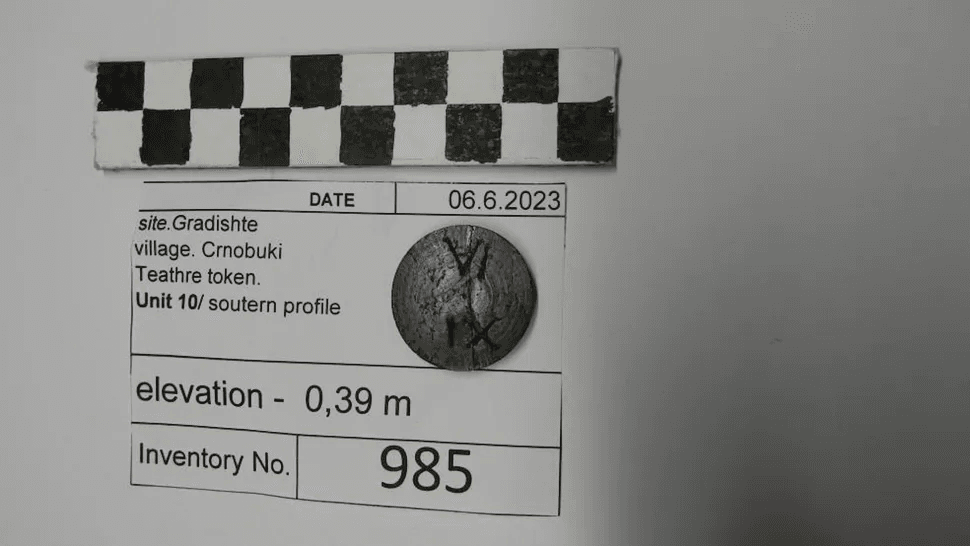 DATE 06.6.2023
site.Gradishte
village. Crnobuki
Teathre token.
Unit 10/ soutern profile
VI
IX
elevation - 0,39 m
Inventory No. 985